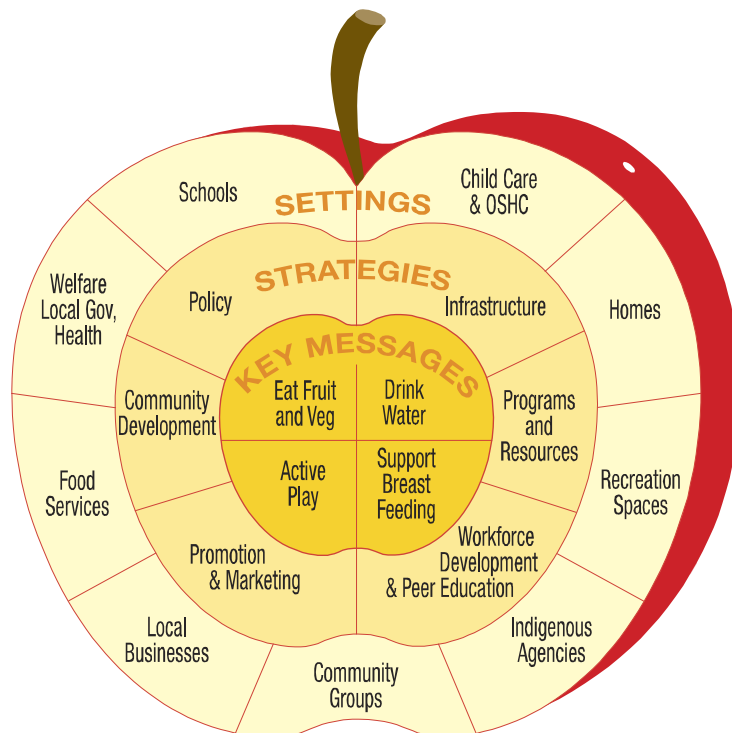 Schools
SETTINGS
Child Care
& OSHC
Welfare
Local Gov,
Health
Homes
STRATEGIES
Policy
Infrastructure
KEY MESSAGES
Eat Fruit
and Veg
Drink
Water
Community
Development
Programs
and
Resources
Active
Play
Support
Breast
Feeding
Food
Services
Recreation
Spaces
Promotion
& Marketing
Workforce
Development
& Peer Education
Local
Businesses
Indigenous
Agencies
Community
Groups